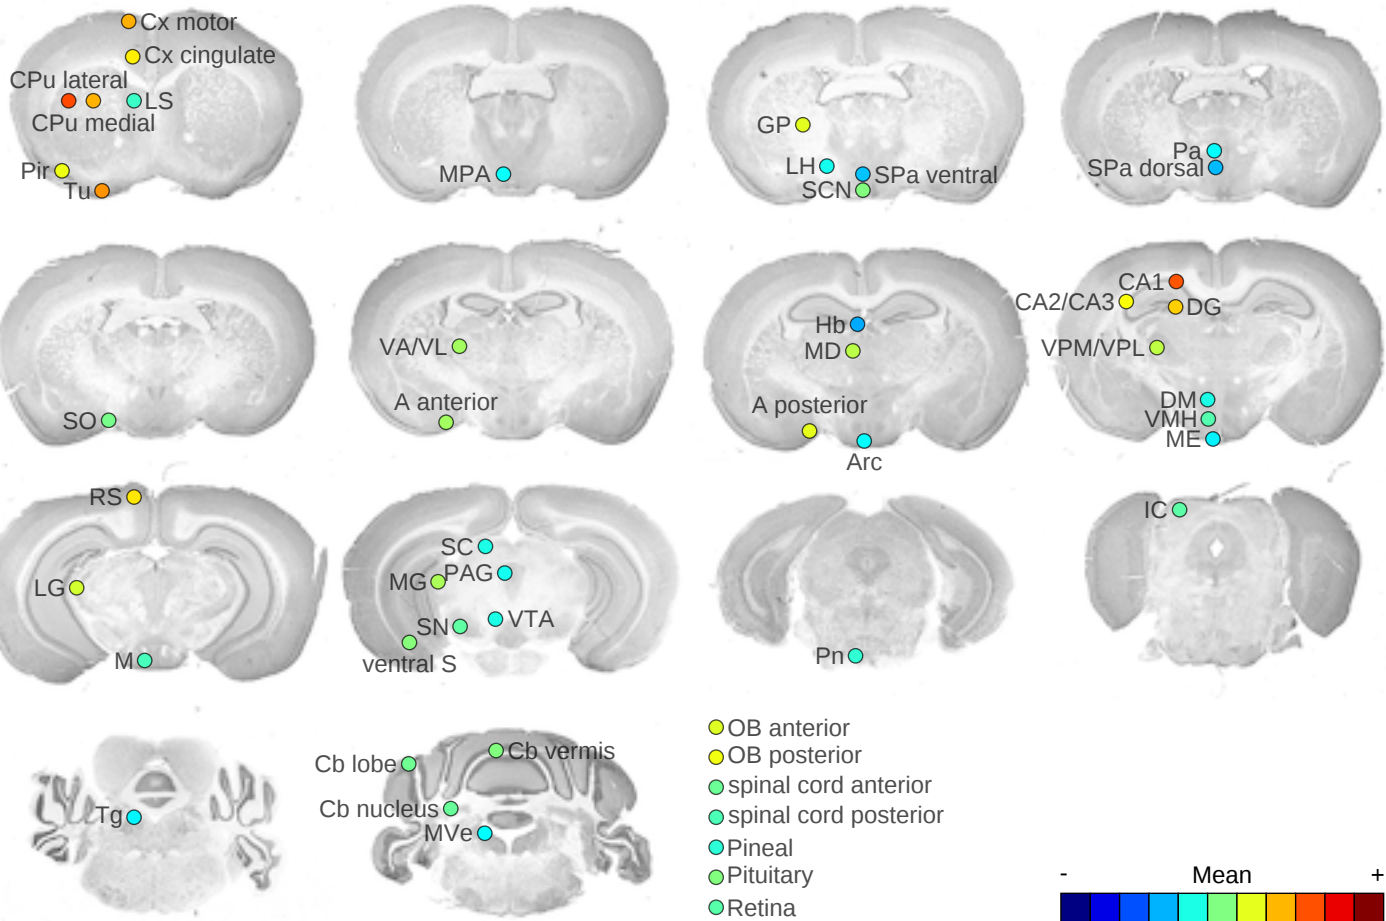 Cx motor
Cx cingulate
CPu lateral
LS
CPu medial
Pir
Tu
MPA
GP
LH
SPa ventral
SCN
Pa
SPa dorsal
SO
VA/VL
A anterior
Hb
MD
A posterior
Arc
CA1
CA2/CA3
DG
VPM/VPL
DM
VMH
ME
RS
LG
M
SC
PAG
MG
VTA
SN
ventral S
Pn
IC
Tg
Cb vermis
Cb lobe
Cb nucleus
MVe
OB anterior
OB posterior
spinal cord anterior
spinal cord posterior
Pineal
Pituitary
Retina
- Mean +